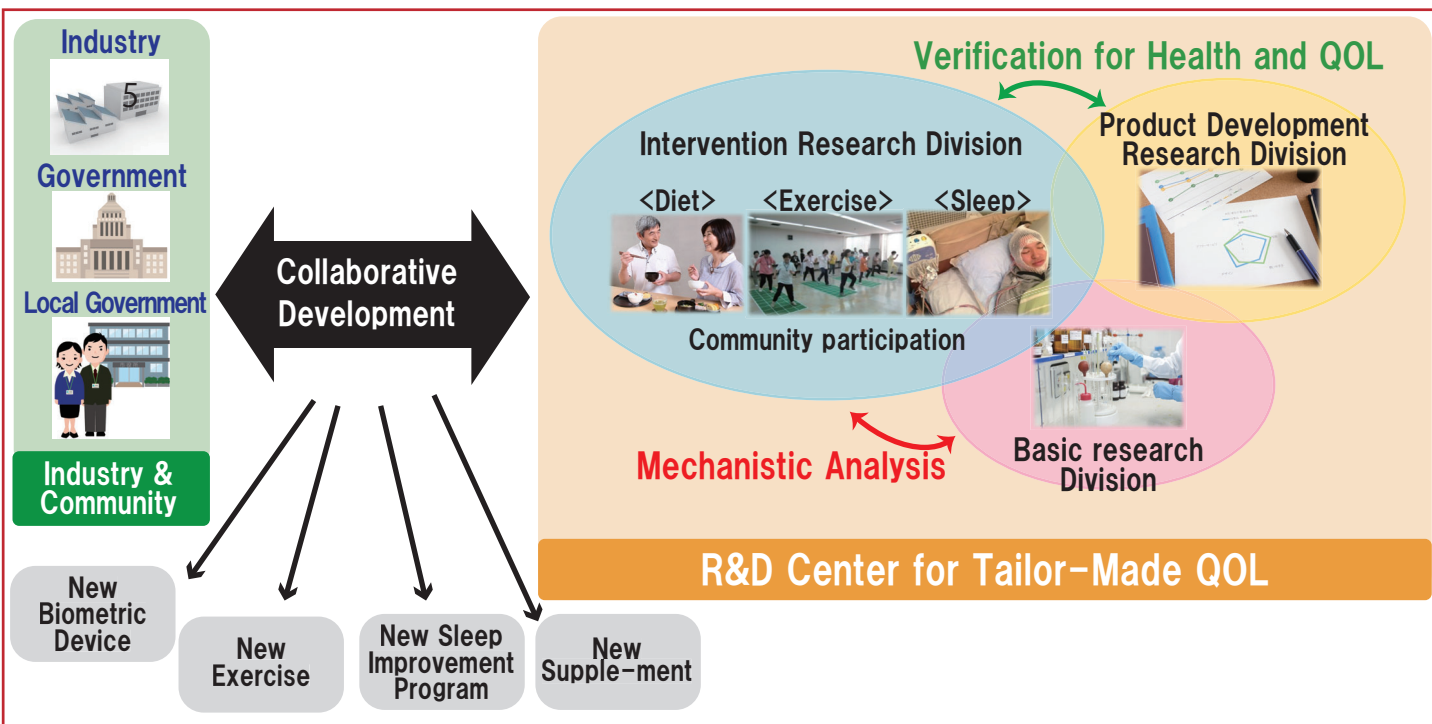 Industry
5
Government
Local Government
Industry &
Community
Collaborative
Development
New
Biometric
Device
New
Exercise
New Sleep
Improvement
Program
New
Supple-ment
Verification for Health and QOL
Intervention Research Division
<Diet>
<Exercise>
<Sleep>
Community participation
Product Development
Research Division
Mechanistic Analysis
Basic research
Division
R&D Center for Tailor-Made QOL